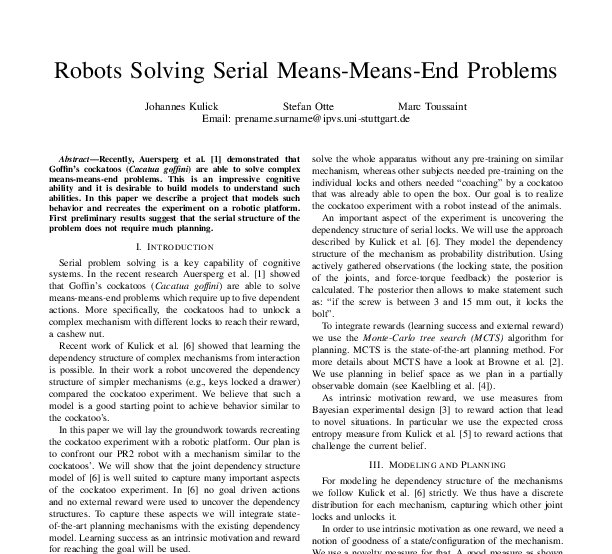 Robots Solving Serial Means-Means-End Problems
Johannes Kulick Stefan Otte Marc Toussaint
Email: prename.surname@ipvs.uni-stuttgart.de
Abstract—Recently, Auersperg et al. [1] demonstrated that
Goffin's cockatoos (Cacatua goffini) are able to solve complex
means-means-end problems. This is an impressive cognitive
ability and it is desirable to build models to understand such
abilities. In this paper we describe a project that models such
behavior and recreates the experiment on a robotic platform.
First preliminary results suggest that the serial structure of the
problem does not require much planning.
I. Introduction
Serial problem solving is a key capability of cognitive
systems. In the recent research Auersperg et al. [1] showed
that Goffin's cockatoos (Cacatua goffini) are able to solve
means-means-end problems which require up to five dependent
actions. More specifically, the cockatoos had to unlock a
complex mechanism with different locks to reach their reward,
a cashew nut.
Recent work of Kulick et al. [6] showed that learning the
dependency structure of complex mechanisms from interaction
is possible. In their work a robot uncovered the dependency
structure of simpler mechanisms (e.g., keys locked a drawer)
compared the cockatoo experiment. We believe that such a
model is a good starting point to achieve behavior similar to
the cockatoo's.
In this paper we will lay the groundwork towards recreating
the cockatoo experiment with a robotic platform. Our plan is
to confront our PR2 robot with a mechanism similar to the
cockatoos'. We will show that the joint dependency structure
model of [6] is well suited to capture many important aspects
of the cockatoo experiment. In [6] no goal driven actions
and no external reward were used to uncover the dependency
structures. To capture these aspects we will integrate state-
of-the-art planning mechanisms with the existing dependency
model. Learning success as an intrinsic motivation and reward
for reaching the goal will be used.
solve the whole apparatus without any pre-training on similar
mechanism, whereas other subjects needed pre-training on the
individual locks and others needed "coaching" by a cockatoo
that was already able to open the box. Our goal is to realize
the cockatoo experiment with a robot instead of the animals.
An important aspect of the experiment is uncovering the
dependency structure of serial locks. We will use the approach
described by Kulick et al. [6]. They model the dependency
structure of the mechanism as probability distribution. Using
actively gathered observations (the locking state, the position
of the joints, and force-torque feedback) the posterior is
calculated. The posterior then allows to make statement such
as: "if the screw is between 3 and 15 mm out, it locks the
bolt".
To integrate rewards (learning success and external reward)
we use the Monte-Carlo tree search (MCTS) algorithm for
planning. MCTS is the state-of-the-art planning method. For
more details about MCTS have a look at Browne et al. [2].
We use planning in belief space as we plan in a partially
observable domain (see Kaelbling et al. [4]).
As intrinsic motivation reward, we use measures from
Bayesian experimental design [3] to reward action that lead
to novel situations. In particular we use the expected cross
entropy measure from Kulick et al. [5] to reward actions that
challenge the current belief.
III. Modeling and Planning
For modeling he dependency structure of the mechanisms
we follow Kulick et al. [6] strictly. We thus have a discrete
distribution for each mechanism, capturing which other joint
locks and unlocks it.
In order to use intrinsic motivation as one reward, we need a
notion of goodness of a state/configuration of the mechanism.
We use a novelty measure for that. A good measure as shown